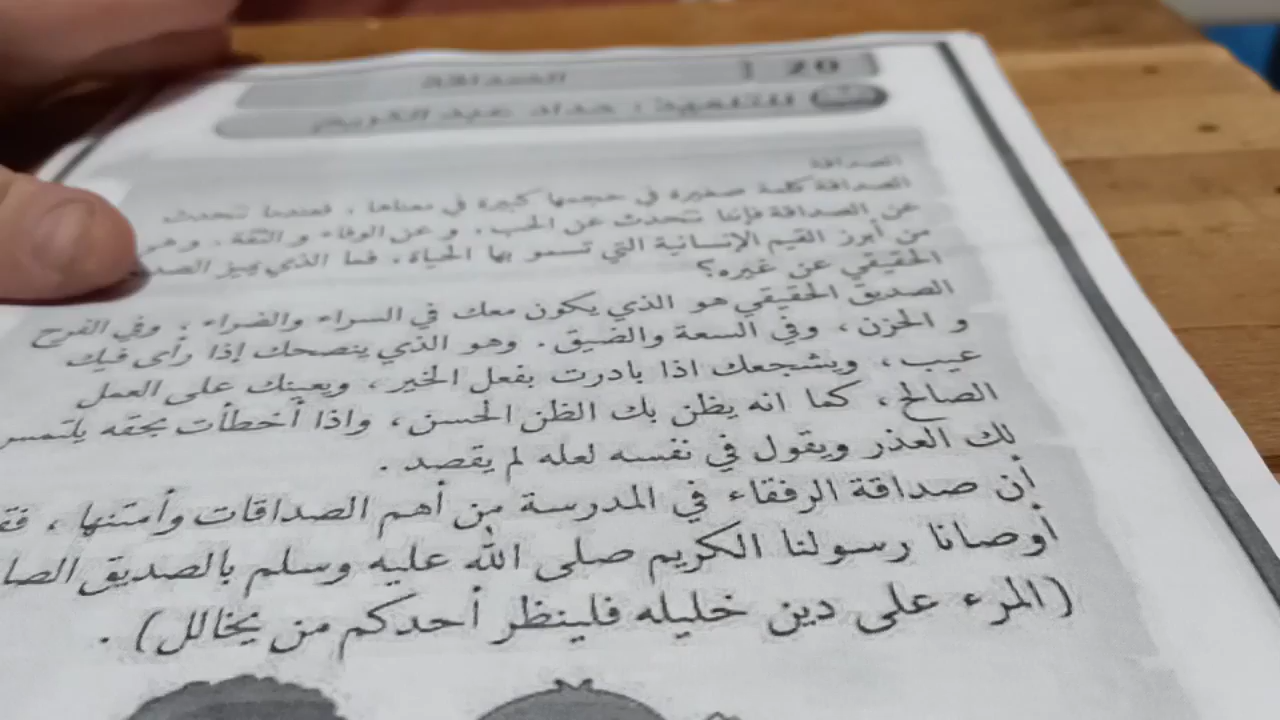 20
الصداقة
للتلميذة : حداد عبد الكريم
الصداقة
الصداقة كلمة صغيرة في حجمها كبيرة في معناها ، فعندما نتحدث
عن الصداقة فإننا نتحدث عن الحب ، و عن الوفاء و الثقة . وهي
من أبرز القيم الإنسانية التي تسمو بها الحياة . فما الذي يميز
الحقيقي عن غيره؟
الصديق الحقيقي هو الذي يكون معك في السراء والضراء . وفي الفرح
و الحزن ، وفي السعة والضيق . وهو الذي ينصحك إذا رأى فيك
عيب ، ويشجعك اذا بادرت بفعل الخير ، ويعينك على العمل
الصالح ، كما انه يظن بك الظن الحسن ، واذا أخطأت بحقه يلتمس
لك العذر ويقول في نفسه لعله لم يقصد .
أن صداقة الرفقاء في المدرسة من أهم الصداقات وأمتنها ،
أوصانا رسولنا الكريم صلى الله عليه وسلم بالصديق
(المرء على دين خليله فلينظر أحدكم من يخالل) .